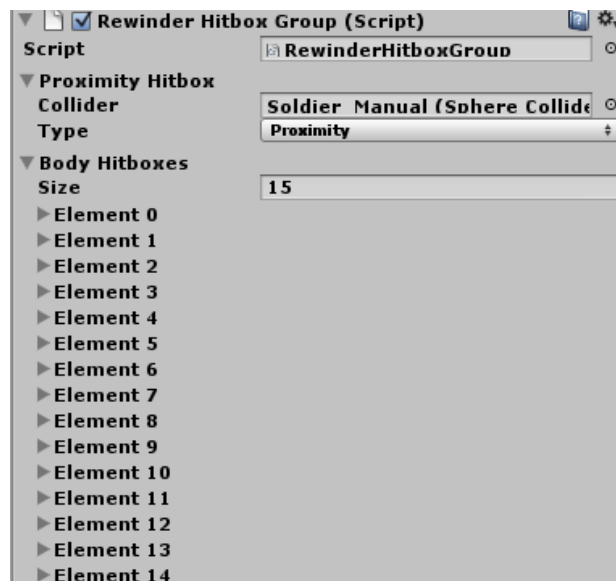 Rewinder Hitbox Group (Script)
Script RewinderHitboxGroup
Proximity Hitbox
Collider Soldier_Manual (Sphere Collide
Type Proximity
Body Hitboxes
Size 15
Element 0
Element 1
Element 2
Element 3
Element 4
Element 5
Element 6
Element 7
Element 8
Element 9
Element 10
Element 11
Element 12
Element 13
Element 14